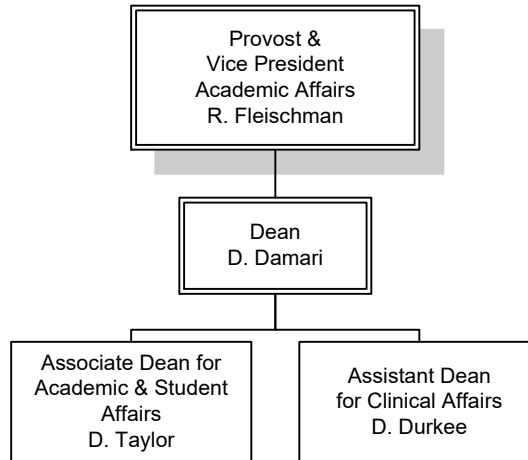 Provost &
Vice President
Academic Affairs
R. Fleischman
Dean
D. Damari
Associate Dean for
Academic & Student
Affairs
D. Taylor
Assistant Dean
for Clinical Affairs
D. Durkee